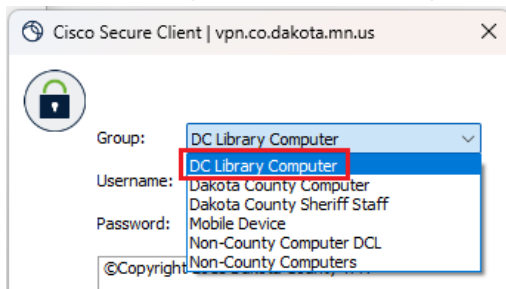 Cisco Secure Client | vpn.co.dakota.mn.us
Group: DC Library Computer
DC Library Computer
Username: Dakota County Computer
Dakota County Sheriff Staff
Password: Mobile Device
Non-County Computer DCL
©Copyright Non-County Computers